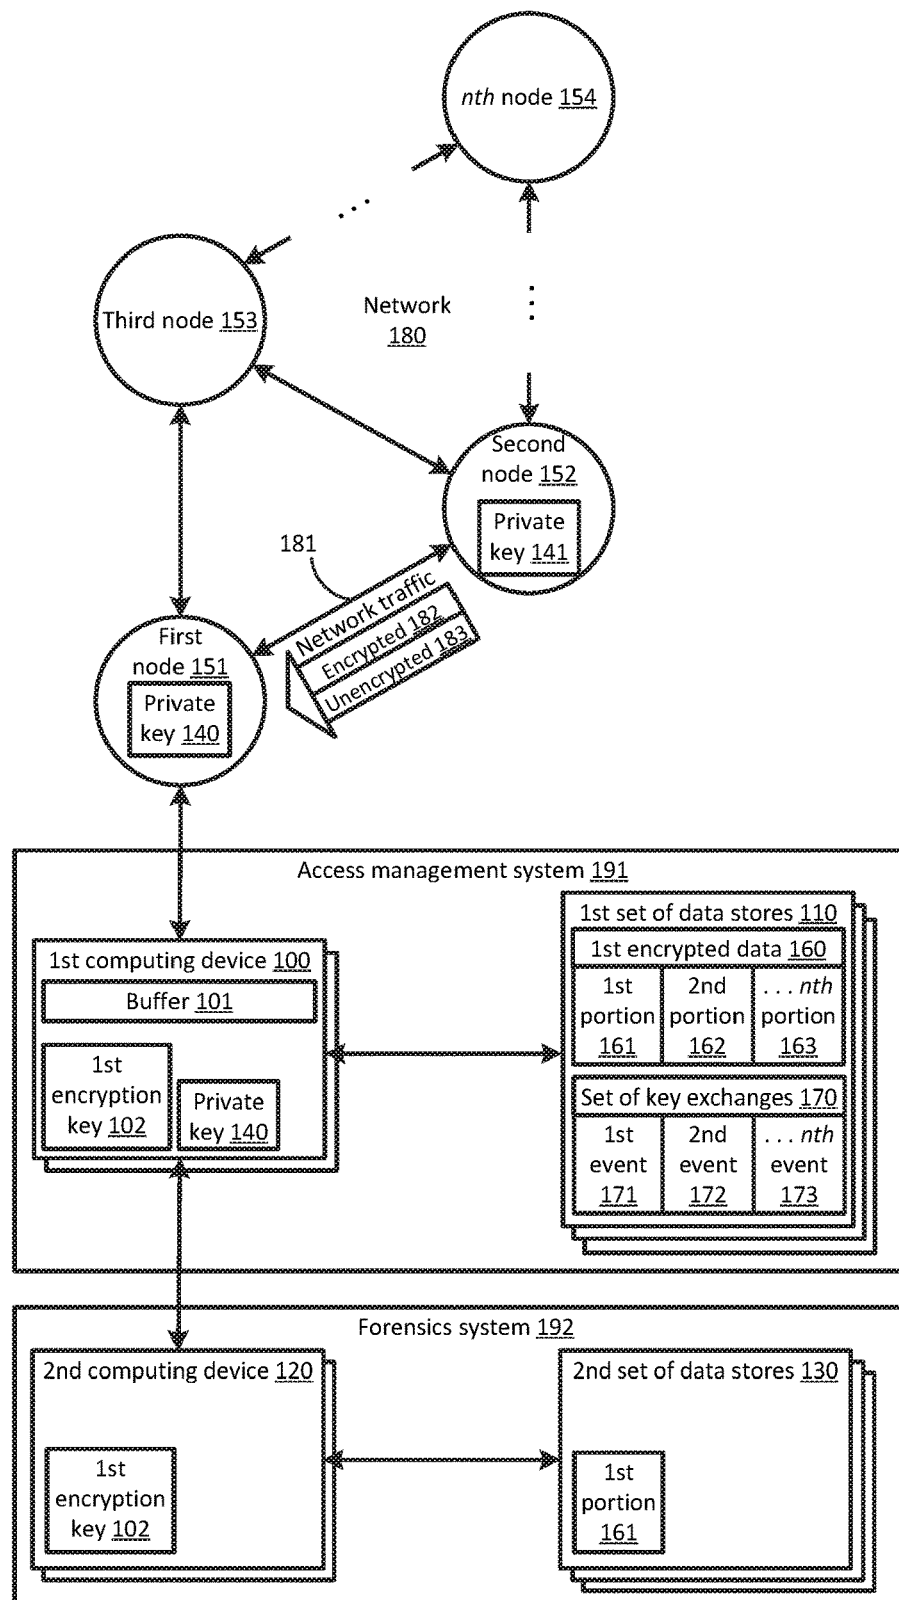 nth node 154
. . .
Third node 153
Network
180
Second
node 152
Private
key 141
181
Network traffic
Encrypted 182
Unencrypted 183
First
node 151
Private
key 140
Access management system 191
1st computing device 100
Buffer 101
1st
encryption
key 102
Private
key 140
1st set of data stores 110
1st encrypted data 160
1st
portion
161
2nd
portion
162
. . . nth
portion
163
Set of key exchanges 170
1st
event
171
2nd
event
172
. . . nth
event
173
Forensics system 192
2nd computing device 120
1st
encryption
key 102
2nd set of data stores 130
1st
portion
161